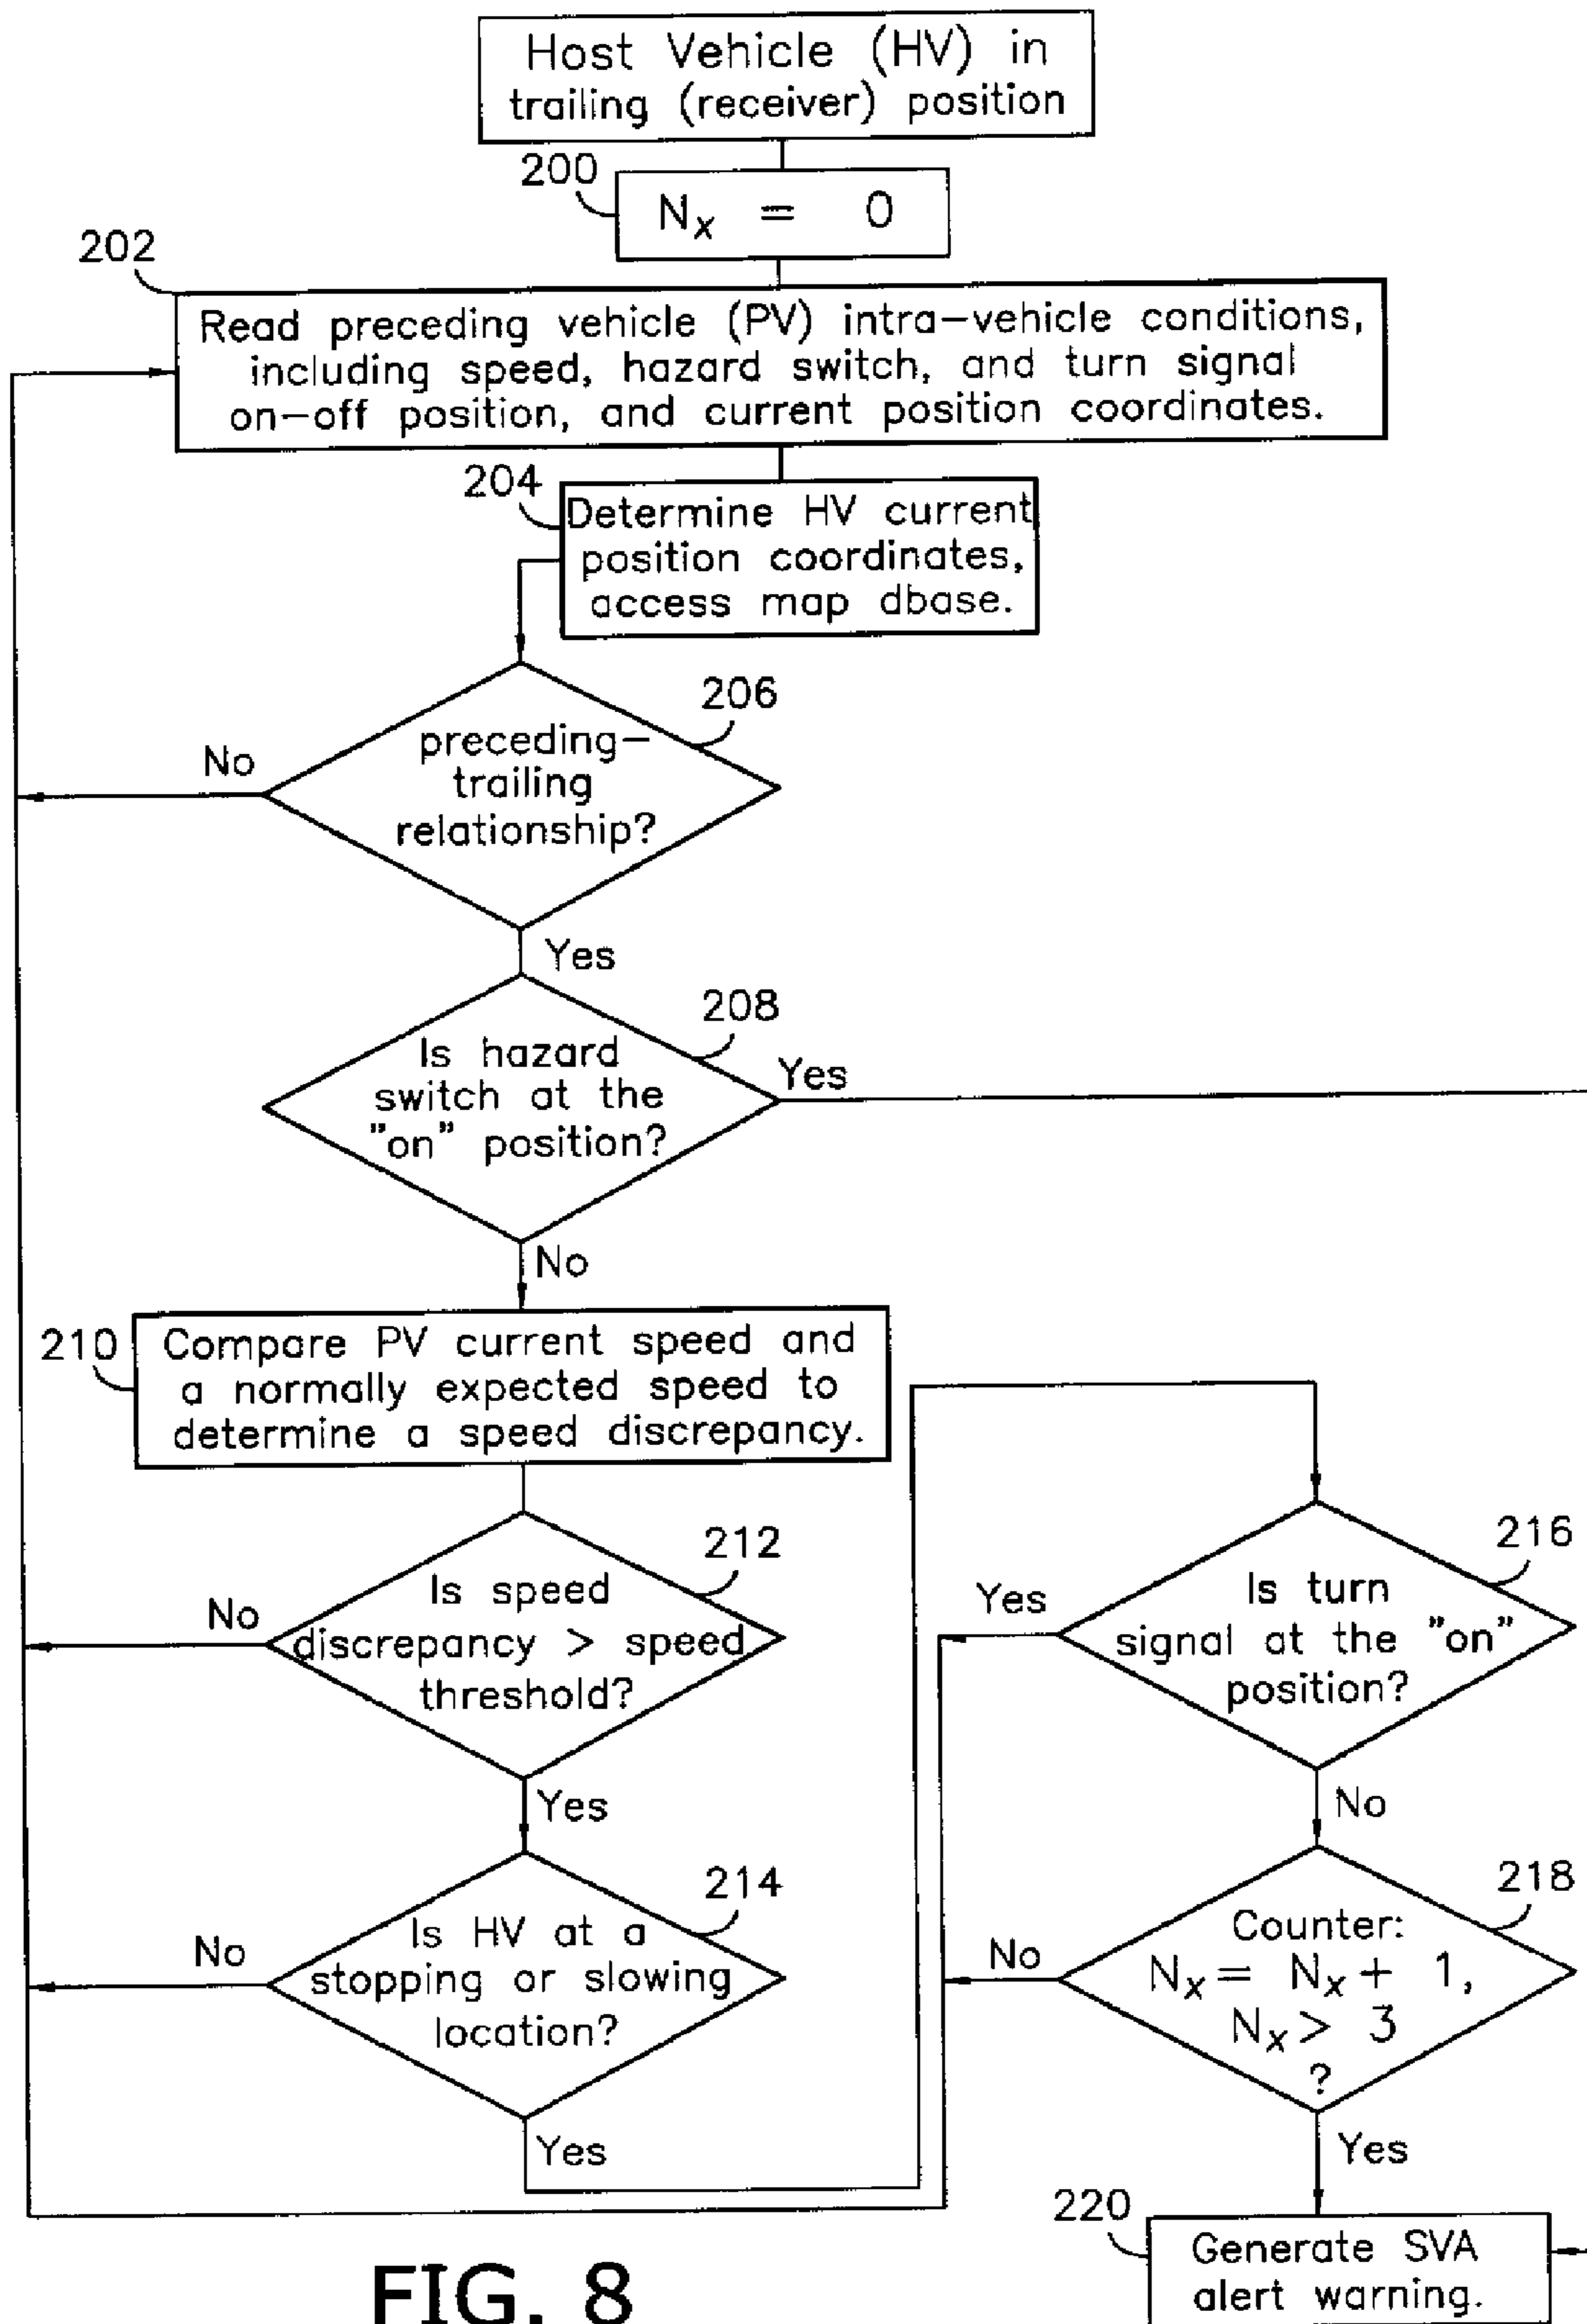 Host Vehicle (HV) in
trailing (receiver) position
200
Nx = 0
202
Read preceding vehicle (PV) intra-vehicle conditions,
including speed, hazard switch, and turn signal
on-off position, and current position coordinates.
204
Determine HV current
position coordinates,
access map dbase.
206
preceding-
trailing
relationship?
No
Yes
208
Is hazard
switch at the
"on" position?
Yes
No
210
Compare PV current speed and
a normally expected speed to
determine a speed discrepancy.
212
Is speed
discrepancy > speed
threshold?
No
Yes
214
Is HV at a
stopping or slowing
location?
No
Yes
216
Is turn
signal at the "on"
position?
Yes
No
218
Counter:
Nx = Nx + 1,
Nx > 3
?
No
Yes
220
Generate SVA
alert warning.
FIG. 8